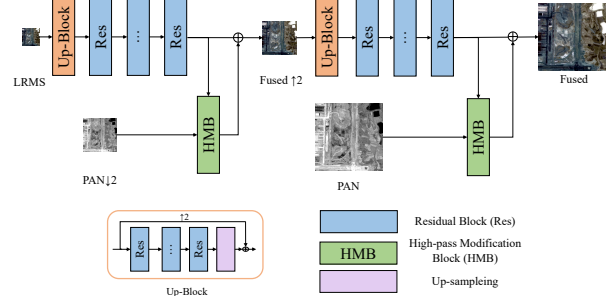 Up-Block
Res
...
Res
Up-Block
Res
...
Res
LRMS
Fused ↑2
Fused
HMB
HMB
PAN↓2
PAN
↑2
Res
...
Res
Up-Block
Residual Block (Res)
HMB
High-pass Modification
Block (HMB)
Up-sampleing